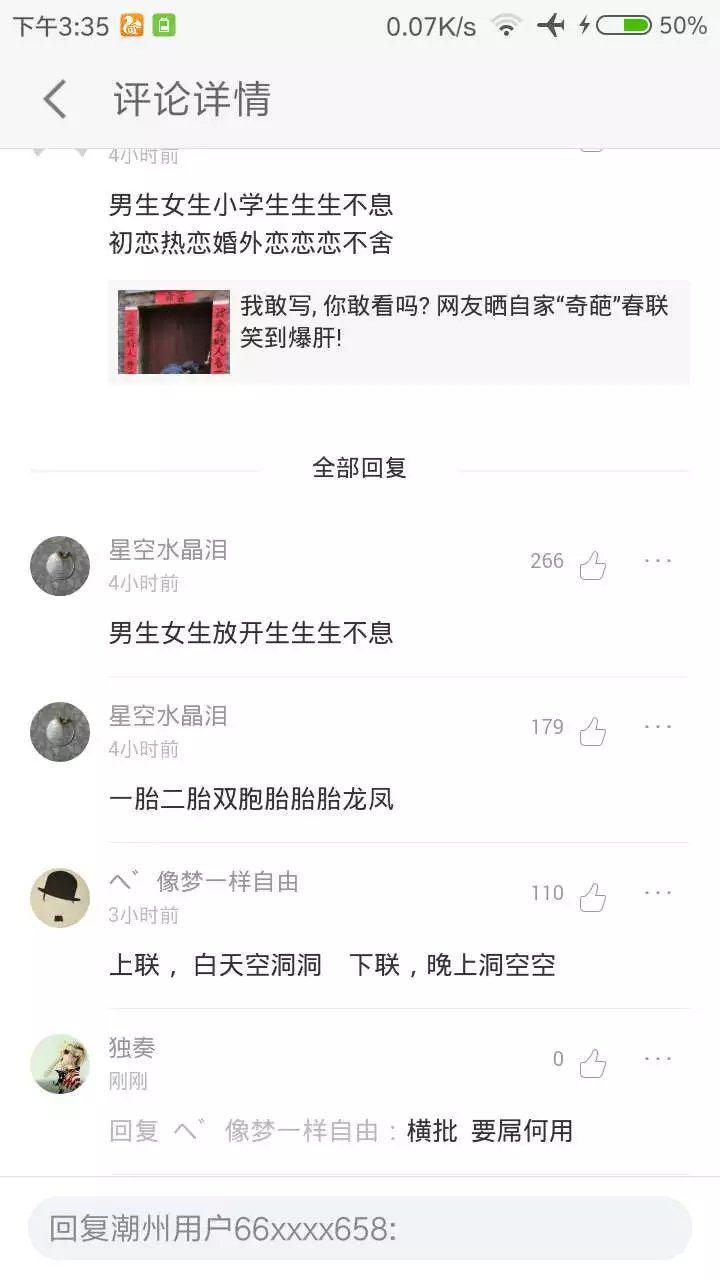 下午3:35
0.07K/s
50%
评论详情
4小时前
男生女生小学生生生不息
初恋热恋婚外恋恋恋不舍
我敢写, 你敢看吗? 网友晒自家“奇葩”春联
笑到爆肝!
全部回复
星空水晶泪
266
4小时前
男生女生放开生生生不息
星空水晶泪
179
4小时前
一胎二胎双胞胎胎胎龙凤
へ゛像梦一样自由
110
3小时前
上联， 白天空洞洞 下联，晚上洞空空
独奏
0
刚刚
回复 へ゛像梦一样自由：横批 要屌何用
回复潮州用户66xxxx658: